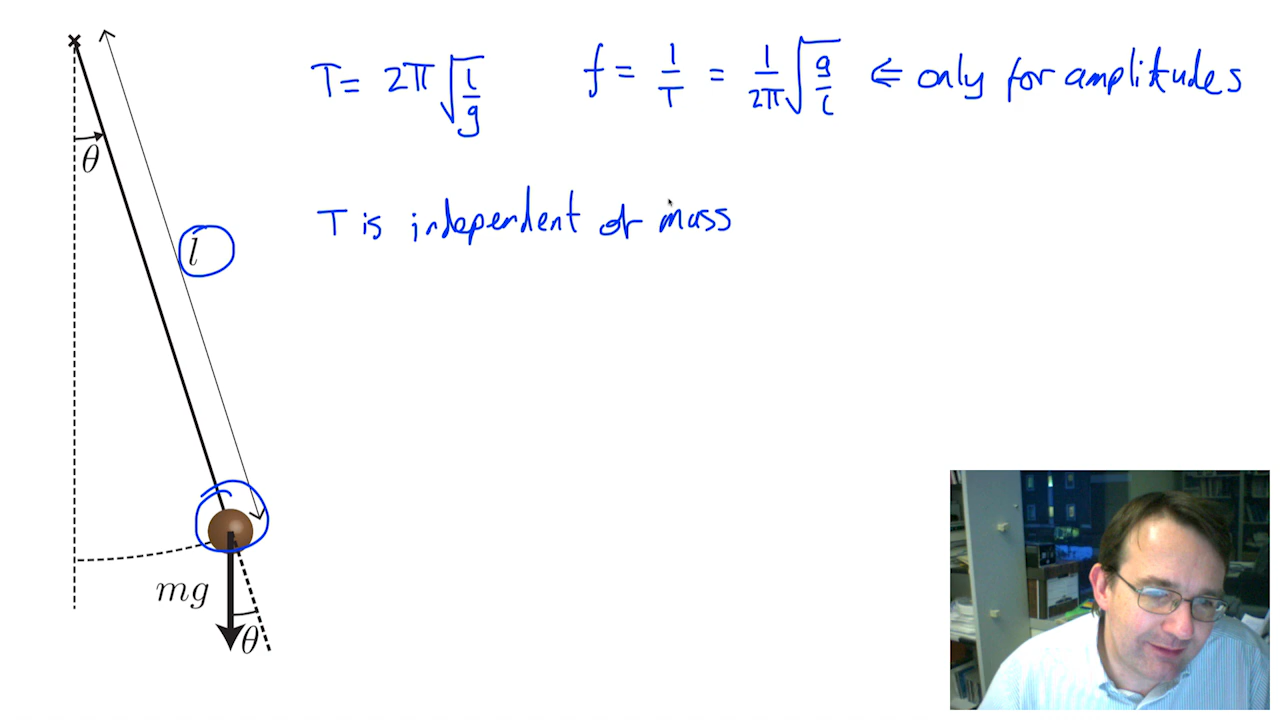 T = 2π√(l/g)
f = 1/T = 1/2π √(g/l) ⇐ only for amplitudes
θ
T is independent of mass
l
mg
θ